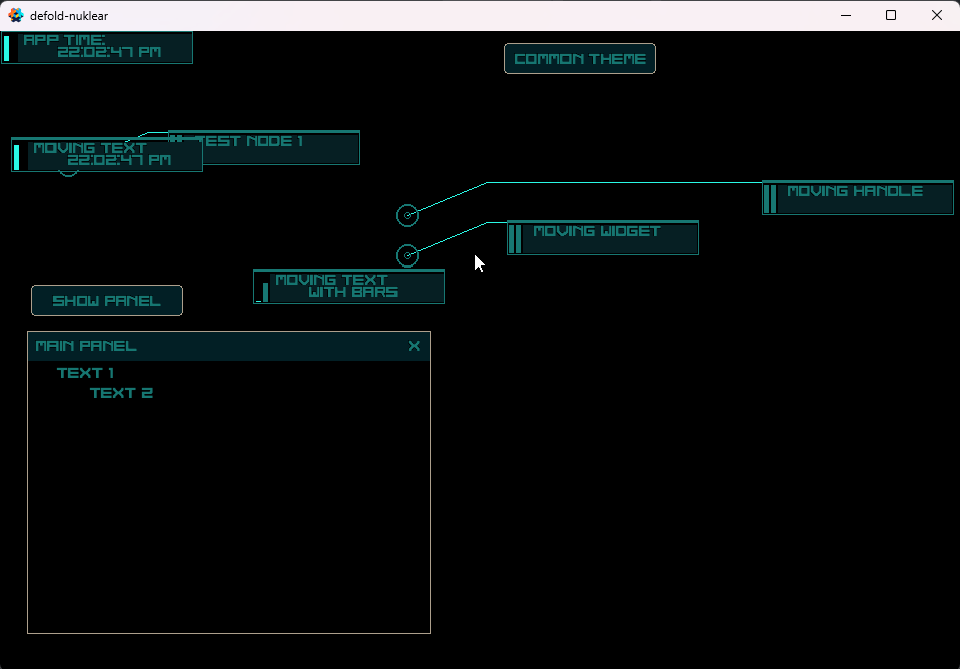 defold-nuklear
APP TIME:
22:02:47 PM
COMMON THEME
TEST NODE 1
MOVING TEXT
22:02:47 PM
MOVING HANDLE
MOVING WIDGET
MOVING TEXT
WITH BARS
SHOW PANEL
MAIN PANEL X
TEXT 1
TEXT 2